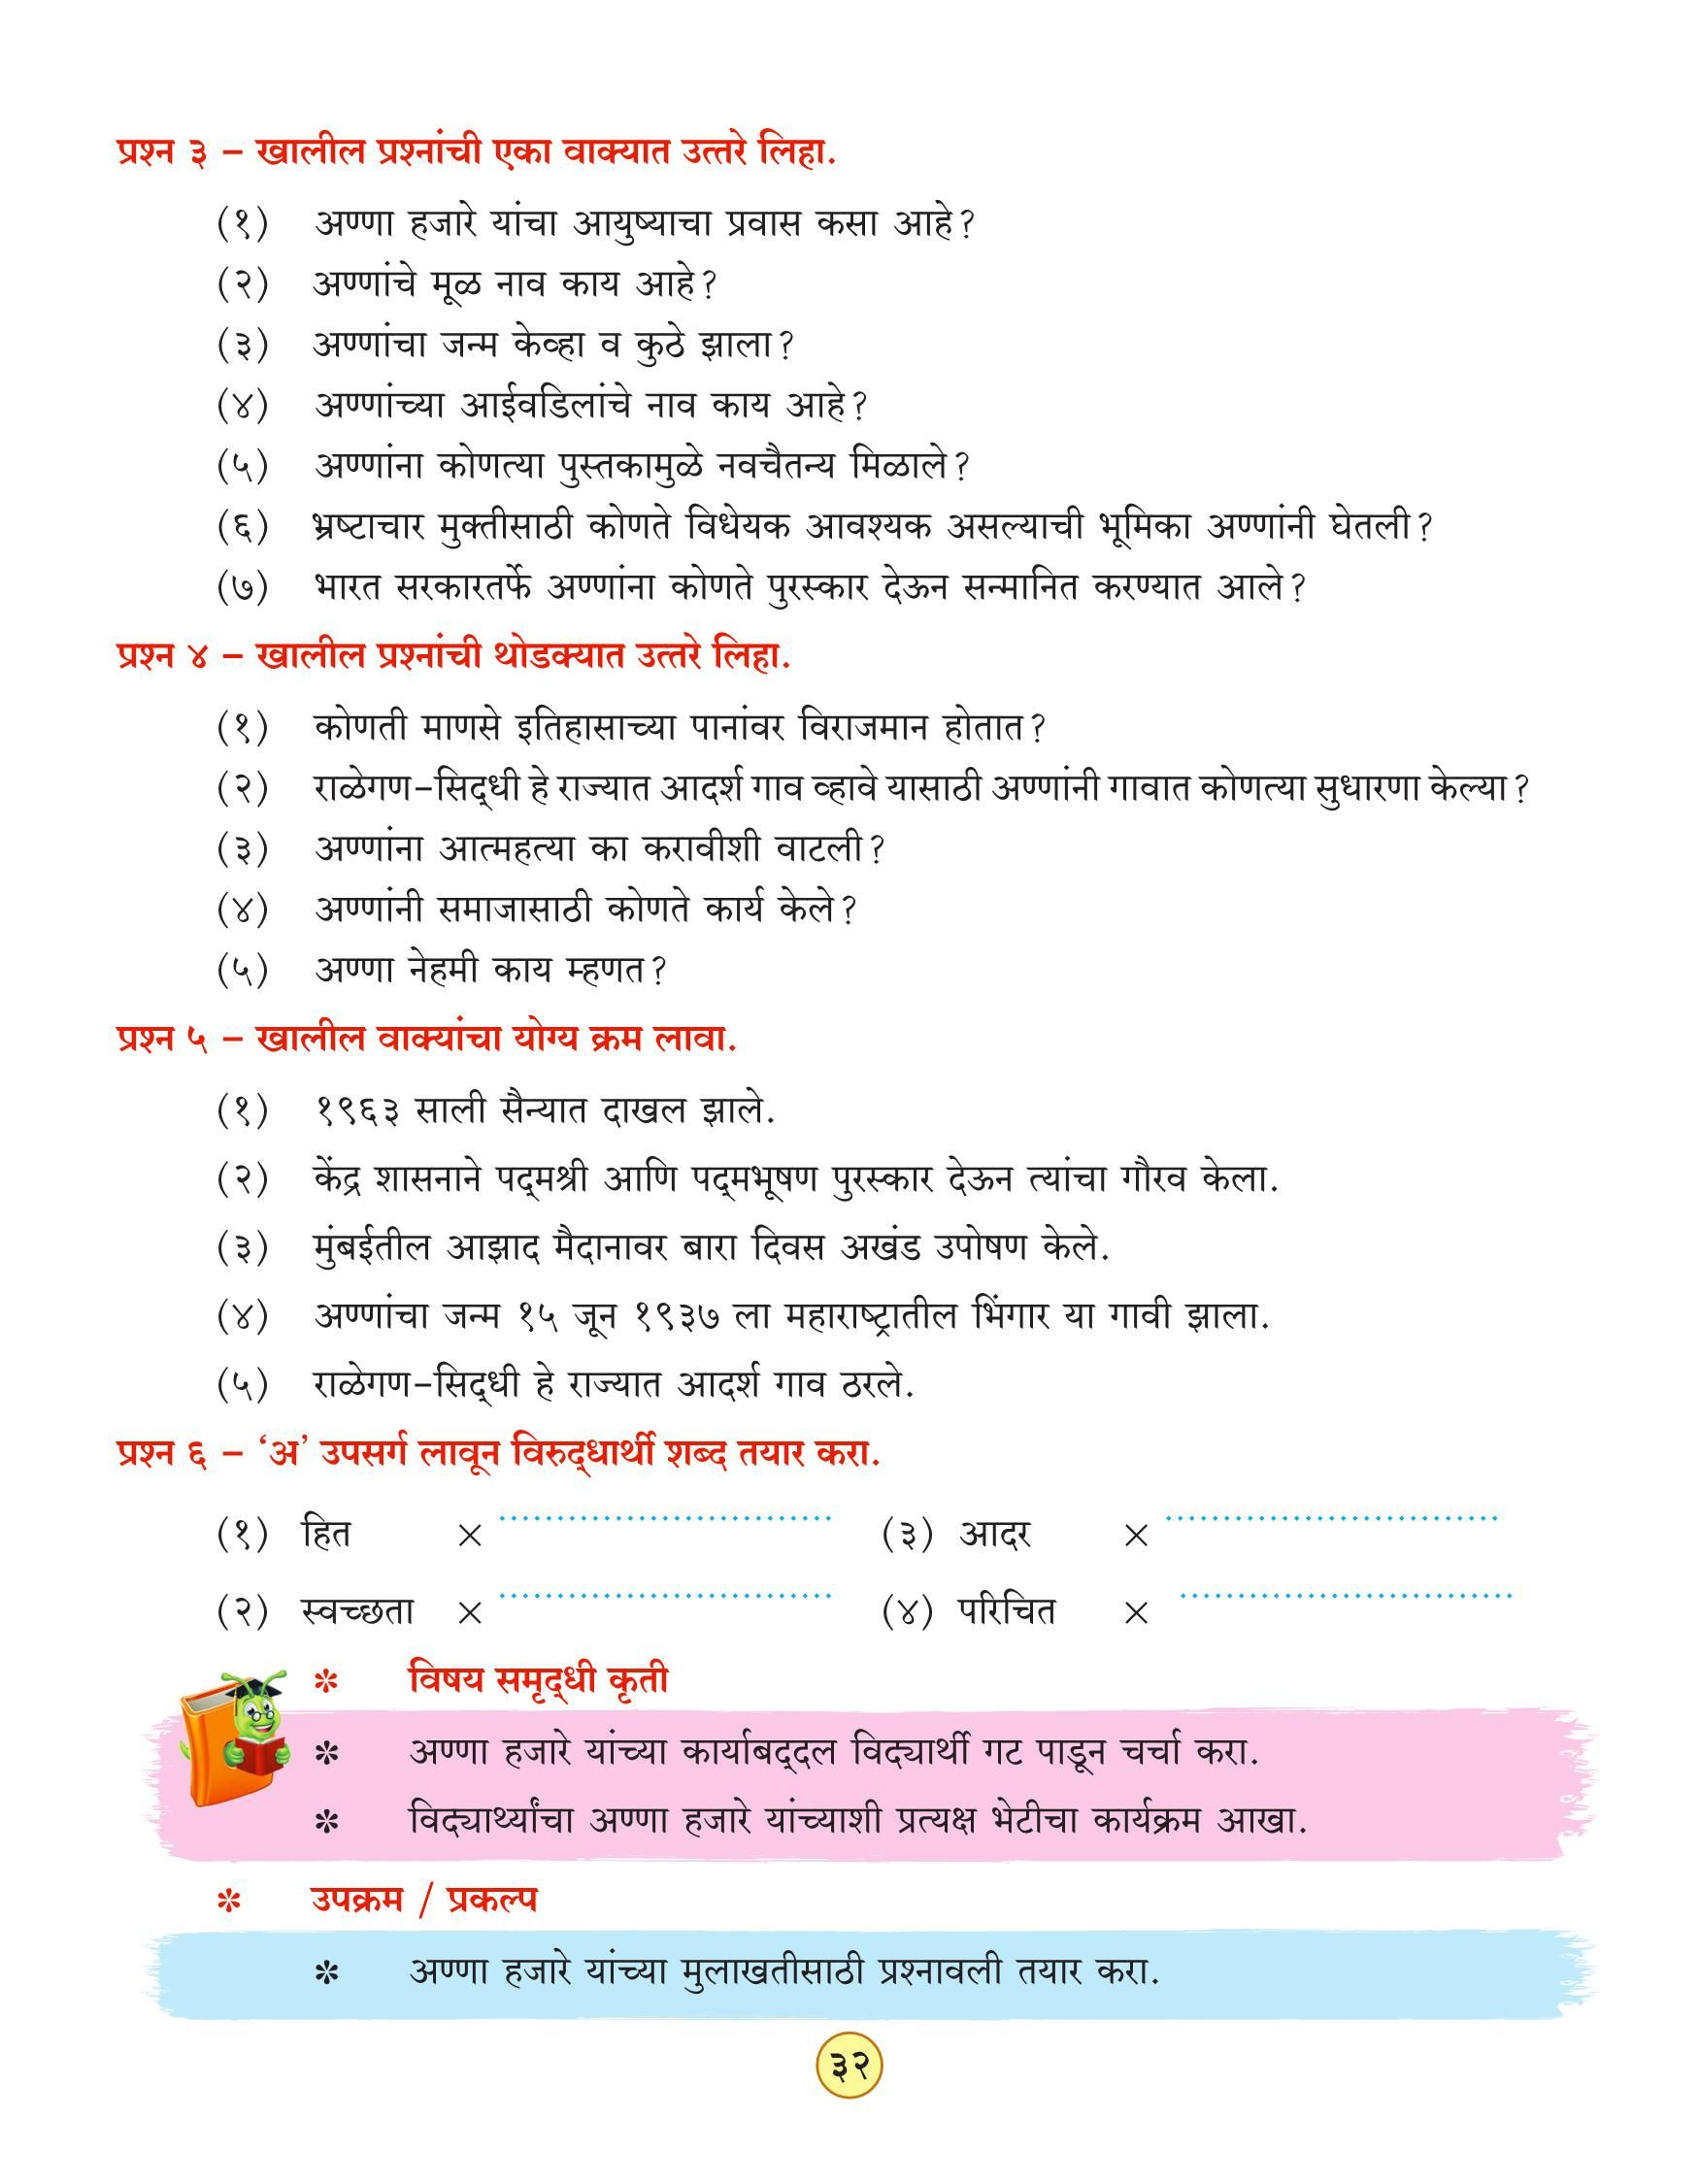 प्रश्न ३ – खालील प्रश्नांची एका वाक्यात उत्तरे लिहा.
(१) अण्णा हजारे यांचा आयुष्याचा प्रवास कसा आहे?
(२) अण्णांचे मूळ नाव काय आहे?
(३) अण्णांचा जन्म केव्हा व कुठे झाला?
(४) अण्णांच्या आईवडिलांचे नाव काय आहे?
(५) अण्णांना कोणत्या पुस्तकामुळे नवचैतन्य मिळाले?
(६) भ्रष्टाचार मुक्तीसाठी कोणते विधेयक आवश्यक असल्याची भूमिका अण्णांनी घेतली?
(७) भारत सरकारतर्फे अण्णांना कोणते पुरस्कार देऊन सन्मानित करण्यात आले?
प्रश्न ४ – खालील प्रश्नांची थोडक्यात उत्तरे लिहा.
(१) कोणती माणसे इतिहासाच्या पानांवर विराजमान होतात?
(२) राळेगण–सिद्धी हे राज्यात आदर्श गाव व्हावे यासाठी अण्णांनी गावात कोणत्या सुधारणा केल्या?
(३) अण्णांना आत्महत्या का करावीशी वाटली?
(४) अण्णांनी समाजासाठी कोणते कार्य केले?
(५) अण्णा नेहमी काय म्हणत?
प्रश्न ५ – खालील वाक्यांचा योग्य क्रम लावा.
(१) १९६३ साली सैन्यात दाखल झाले.
(२) केंद्र शासनाने पद्मश्री आणि पद्मभूषण पुरस्कार देऊन त्यांचा गौरव केला.
(३) मुंबईतील आझाद मैदानावर बारा दिवस अखंड उपोषण केले.
(४) अण्णांचा जन्म १५ जून १९३७ ला महाराष्ट्रातील भिंगार या गावी झाला.
(५) राळेगण–सिद्धी हे राज्यात आदर्श गाव ठरले.
प्रश्न ६ – ‘अ’ उपसर्ग लावून विरुद्धार्थी शब्द तयार करा.
(१) हित × ............................ (३) आदर × ............................
(२) स्वच्छता × ............................ (४) परिचित × ............................
✽ विषय समृद्धी कृती
✽ अण्णा हजारे यांच्या कार्याबद्दल विद्यार्थी गट पाडून चर्चा करा.
✽ विद्यार्थ्यांचा अण्णा हजारे यांच्याशी प्रत्यक्ष भेटीचा कार्यक्रम आखा.
✽ उपक्रम / प्रकल्प
✽ अण्णा हजारे यांच्या मुलाखतीसाठी प्रश्नावली तयार करा.
३२